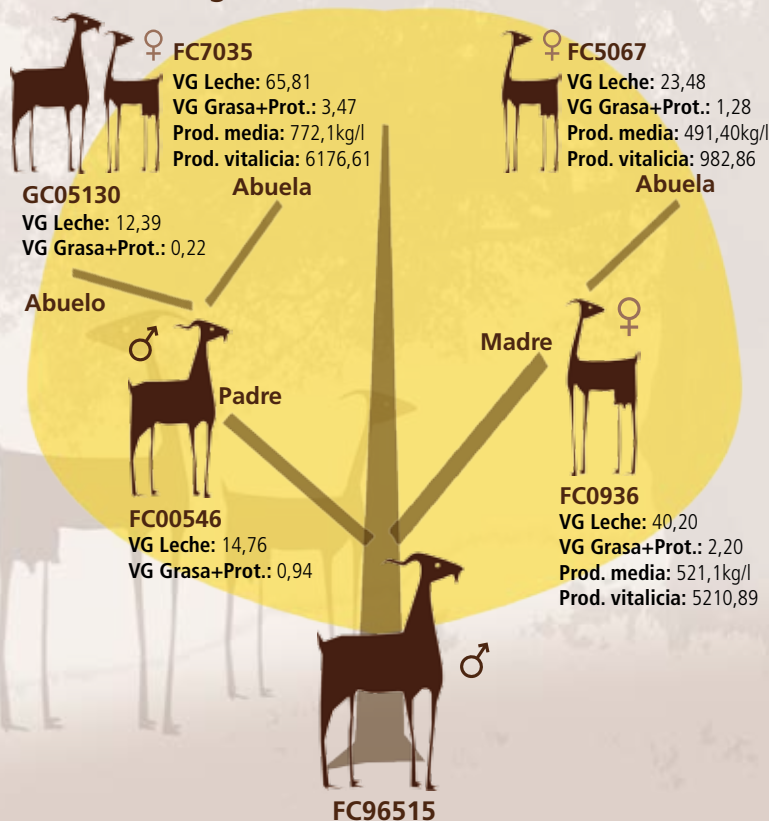 ♀ FC7035
VG Leche: 65,81
VG Grasa+Prot.: 3,47
Prod. media: 772,1kg/l
Prod. vitalicia: 6176,61
Abuela
♀ FC5067
VG Leche: 23,48
VG Grasa+Prot.: 1,28
Prod. media: 491,40kg/l
Prod. vitalicia: 982,86
Abuela
GC05130
VG Leche: 12,39
VG Grasa+Prot.: 0,22
Abuelo
♂
Padre
Madre
♀
FC00546
VG Leche: 14,76
VG Grasa+Prot.: 0,94
FC0936
VG Leche: 40,20
VG Grasa+Prot.: 2,20
Prod. media: 521,1kg/l
Prod. vitalicia: 5210,89
♂
FC96515